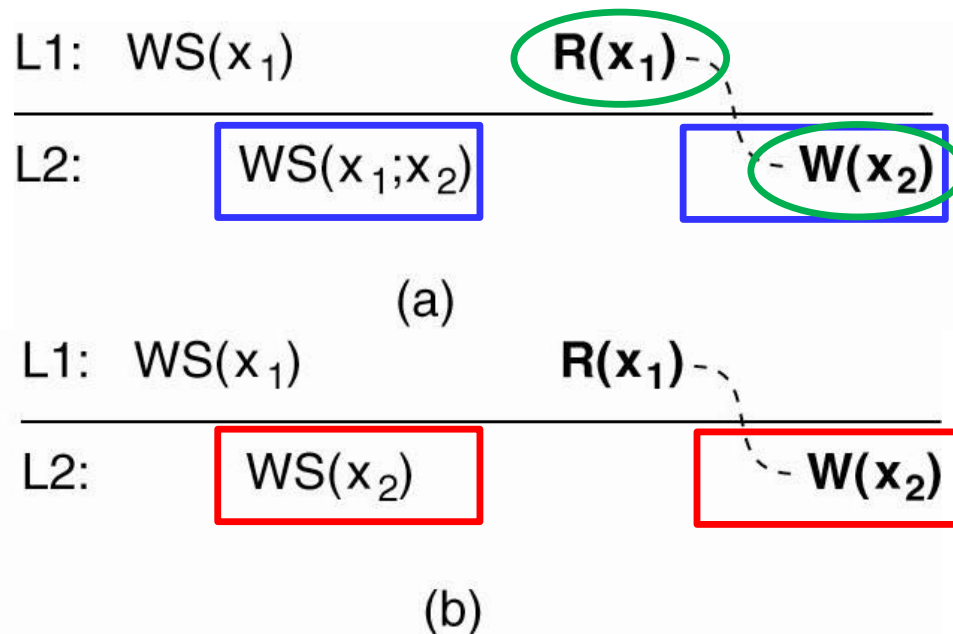 L1: WS(x₁) R(x₁)
L2: WS(x₁;x₂) W(x₂)
(a)
L1: WS(x₁) R(x₁)
L2: WS(x₂) W(x₂)
(b)